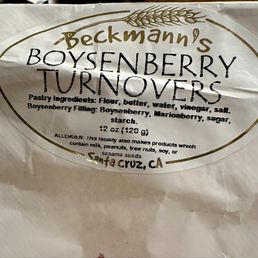 Beckmann's
BOYSENBERRY
TURNOVERS
Pastry Ingredients: Flour, butter, water, vinegar, salt.
Boysenberry Filling: Boysenberry, Marionberry, sugar,
starch.
12 oz (120 g)
ALLERGEN: This facility also makes products which
contain milk, peanuts, tree nuts, soy, or
sesame seeds
Santa Cruz, CA